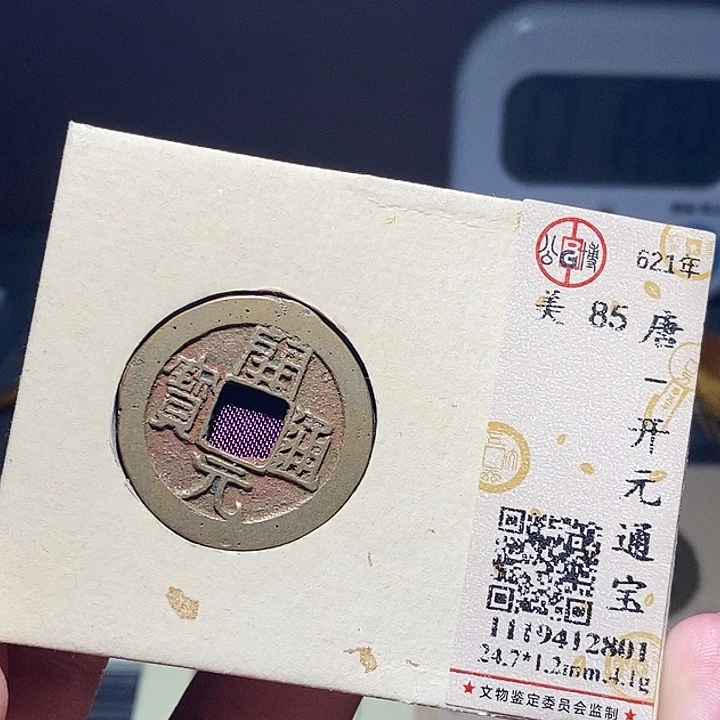 開元通寶
公博
621年
美 85
唐一开元通宝
1119412801
24.7*1.2mm,4.1g
★文物鉴定委员会监制★